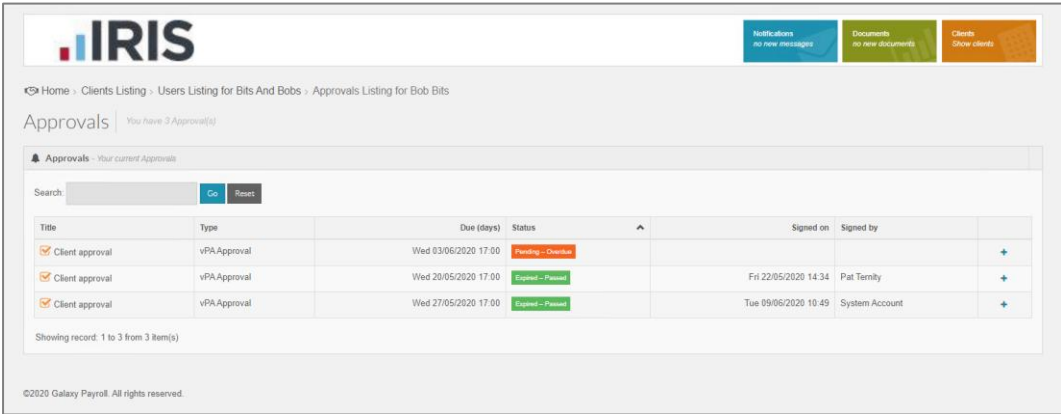 IRIS
Notifications
no new messages
Documents
no new documents
Clients
Show clients
Home › Clients Listing › Users Listing for Bits And Bobs › Approvals Listing for Bob Bits
Approvals You have 3 Approval(s)
Approvals - Your current Approvals
Search: Go Reset
Title Type Due (days) Status Signed on Signed by
Client approval vPA Approval Wed 03/06/2020 17:00 Pending – Overdue +
Client approval vPA Approval Wed 20/05/2020 17:00 Expired – Passed Fri 22/05/2020 14:34 Pat Ternity +
Client approval vPA Approval Wed 27/05/2020 17:00 Expired – Passed Tue 09/06/2020 10:49 System Account +
Showing record: 1 to 3 from 3 item(s)
©2020 Galaxy Payroll. All rights reserved.